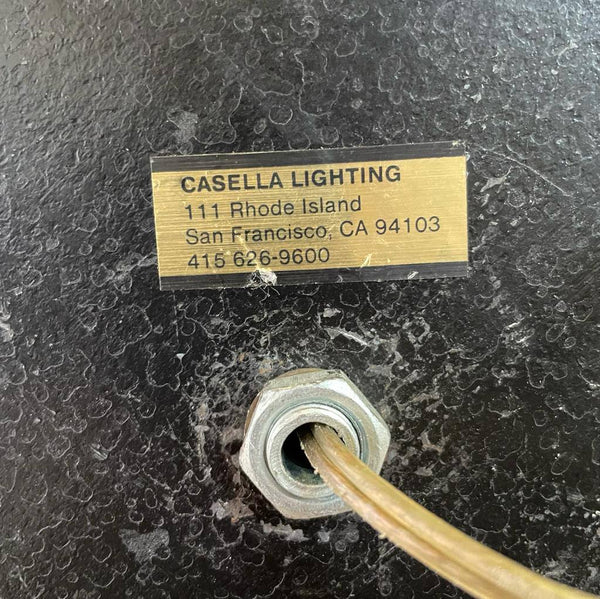 CASELLA LIGHTING
111 Rhode Island
San Francisco, CA 94103
415 626-9600